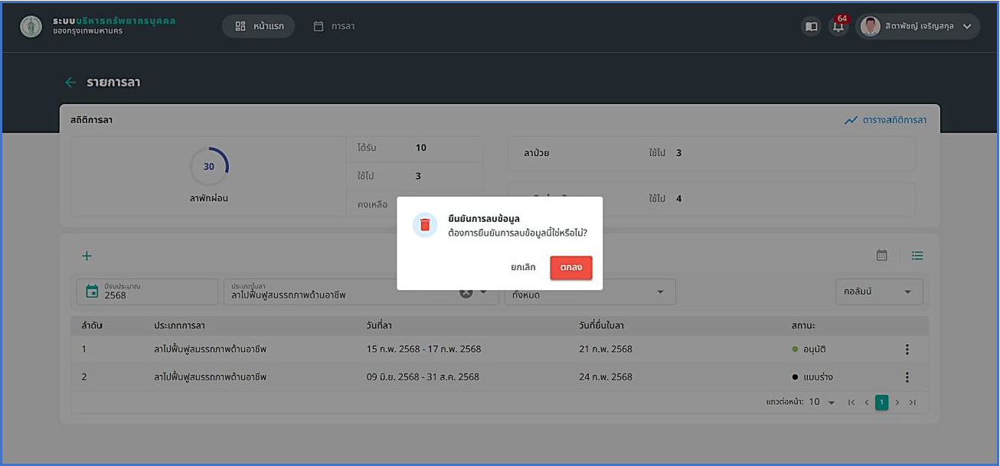 ระบบบริหารทรัพยากรบุคคล
ของกรุงเทพมหานคร
หน้าแรก
การลา
64
สิตาพัชญ์ เจริญสกุล
รายการลา
สถิติการลา
ตารางสถิติการลา
30
ลาพักผ่อน
ได้รับ 10
ใช้ไป 3
คงเหลือ
ลาป่วย ใช้ไป 3
ใช้ไป 4
ยืนยันการลบข้อมูล
ต้องการยืนยันการลบข้อมูลนี้ใช่หรือไม่?
ยกเลิก ตกลง
ปีงบประมาณ
2568
ประเภทใบลา
ลาไปฟื้นฟูสมรรถภาพด้านอาชีพ
ทั้งหมด
คอลัมน์
ลำดับ ประเภทการลา วันที่ลา วันที่ยื่นใบลา สถานะ
1 ลาไปฟื้นฟูสมรรถภาพด้านอาชีพ 15 ก.พ. 2568 - 17 ก.พ. 2568 21 ก.พ. 2568 อนุมัติ
2 ลาไปฟื้นฟูสมรรถภาพด้านอาชีพ 09 มิ.ย. 2568 - 31 ส.ค. 2568 24 ก.พ. 2568 แบบร่าง
แถวต่อหน้า: 10 1